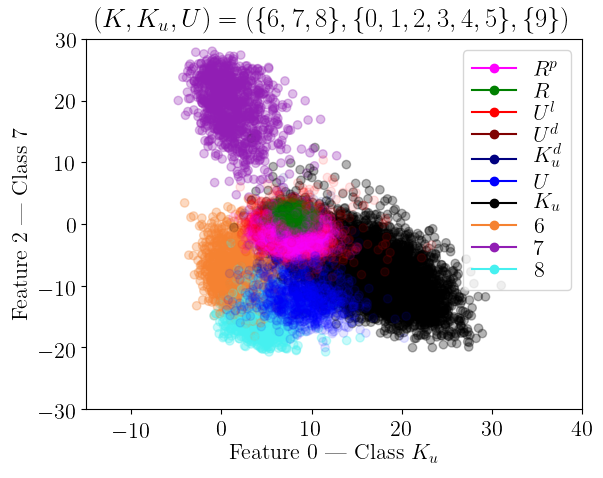 (K, K_u, U) = ({6, 7, 8}, {0, 1, 2, 3, 4, 5}, {9})
30
20
10
0
−10
−20
−30
Feature 2 — Class 7
R^p
R
U^l
U^d
K_u^d
U
K_u
6
7
8
−10 0 10 20 30 40
Feature 0 — Class K_u